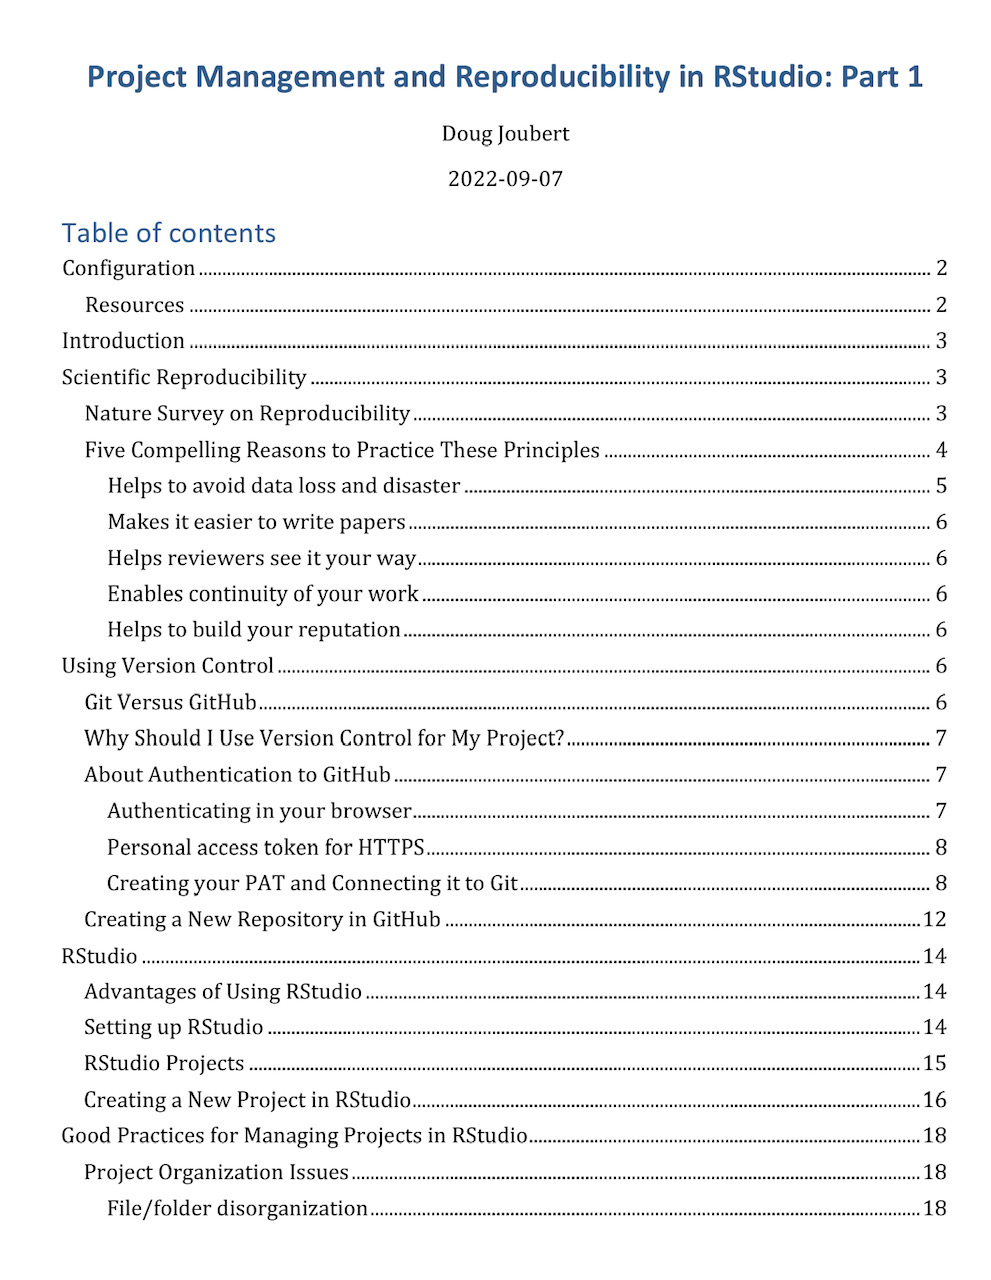 Project Management and Reproducibility in RStudio: Part 1
Doug Joubert
2022-09-07
Table of contents
Configuration 2
Resources 2
Introduction 3
Scientific Reproducibility 3
Nature Survey on Reproducibility 3
Five Compelling Reasons to Practice These Principles 4
Helps to avoid data loss and disaster 5
Makes it easier to write papers 6
Helps reviewers see it your way 6
Enables continuity of your work 6
Helps to build your reputation 6
Using Version Control 6
Git Versus GitHub 6
Why Should I Use Version Control for My Project? 7
About Authentication to GitHub 7
Authenticating in your browser 7
Personal access token for HTTPS 8
Creating your PAT and Connecting it to Git 8
Creating a New Repository in GitHub 12
RStudio 14
Advantages of Using RStudio 14
Setting up RStudio 14
RStudio Projects 15
Creating a New Project in RStudio 16
Good Practices for Managing Projects in RStudio 18
Project Organization Issues 18
File/folder disorganization 18